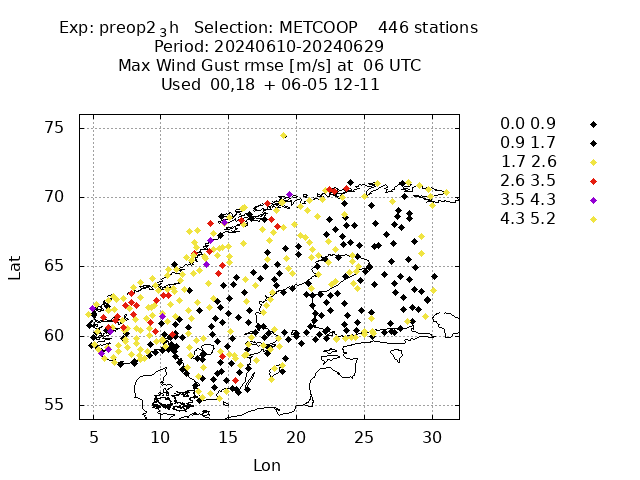 Exp: preop2₃h   Selection: METCOOP    446 stations
Period: 20240610-20240629
Max Wind Gust rmse [m/s] at  06 UTC
Used  00,18  + 06-05 12-11
0.0 0.9
0.9 1.7
1.7 2.6
2.6 3.5
3.5 4.3
4.3 5.2
75
70
65
60
55
Lat
5 10 15 20 25 30
Lon